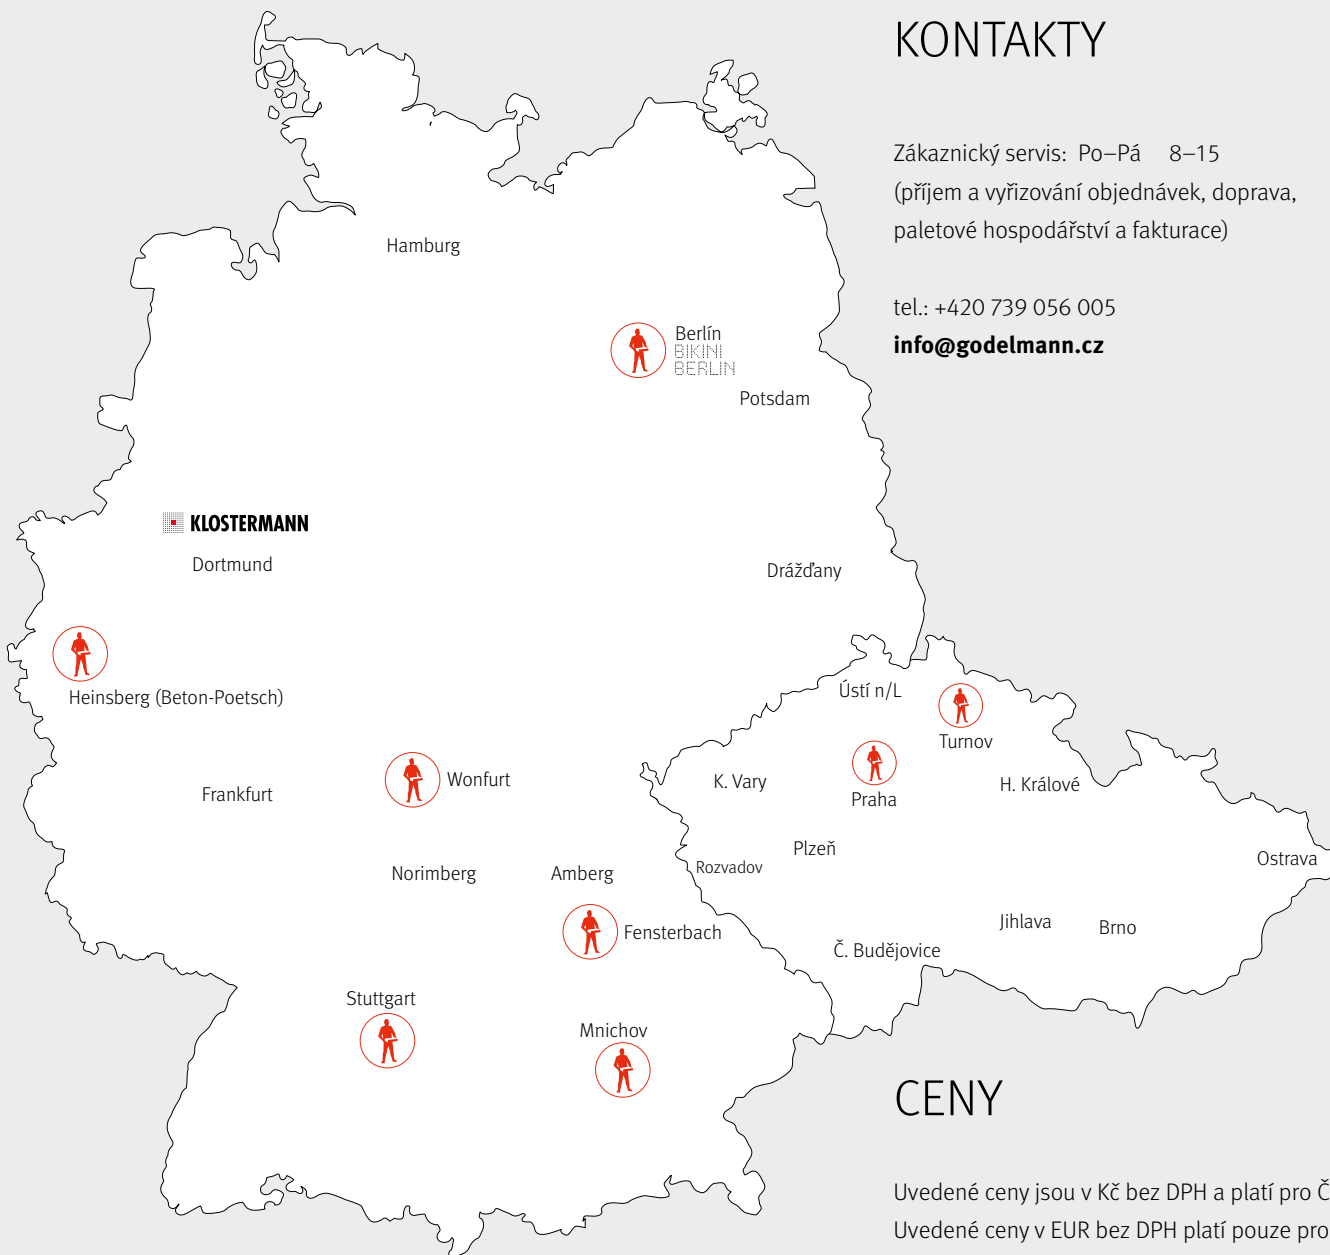 KONTAKTY
Zákaznický servis: Po–Pá 8–15
(příjem a vyřizování objednávek, doprava,
paletové hospodářství a fakturace)
tel.: +420 739 056 005
info@godelmann.cz
Hamburg
Berlín
BIKINI
BERLIN
Potsdam
KLOSTERMANN
Dortmund
Drážďany
Heinsberg (Beton-Poetsch)
Ústí n/L
Turnov
Wonfurt
K. Vary
Praha
H. Králové
Frankfurt
Plzeň
Ostrava
Norimberg
Amberg
Rozvadov
Fensterbach
Jihlava
Brno
Č. Budějovice
Stuttgart
Mnichov
CENY
Uvedené ceny jsou v Kč bez DPH a platí pro Č
Uvedené ceny v EUR bez DPH platí pouze pro